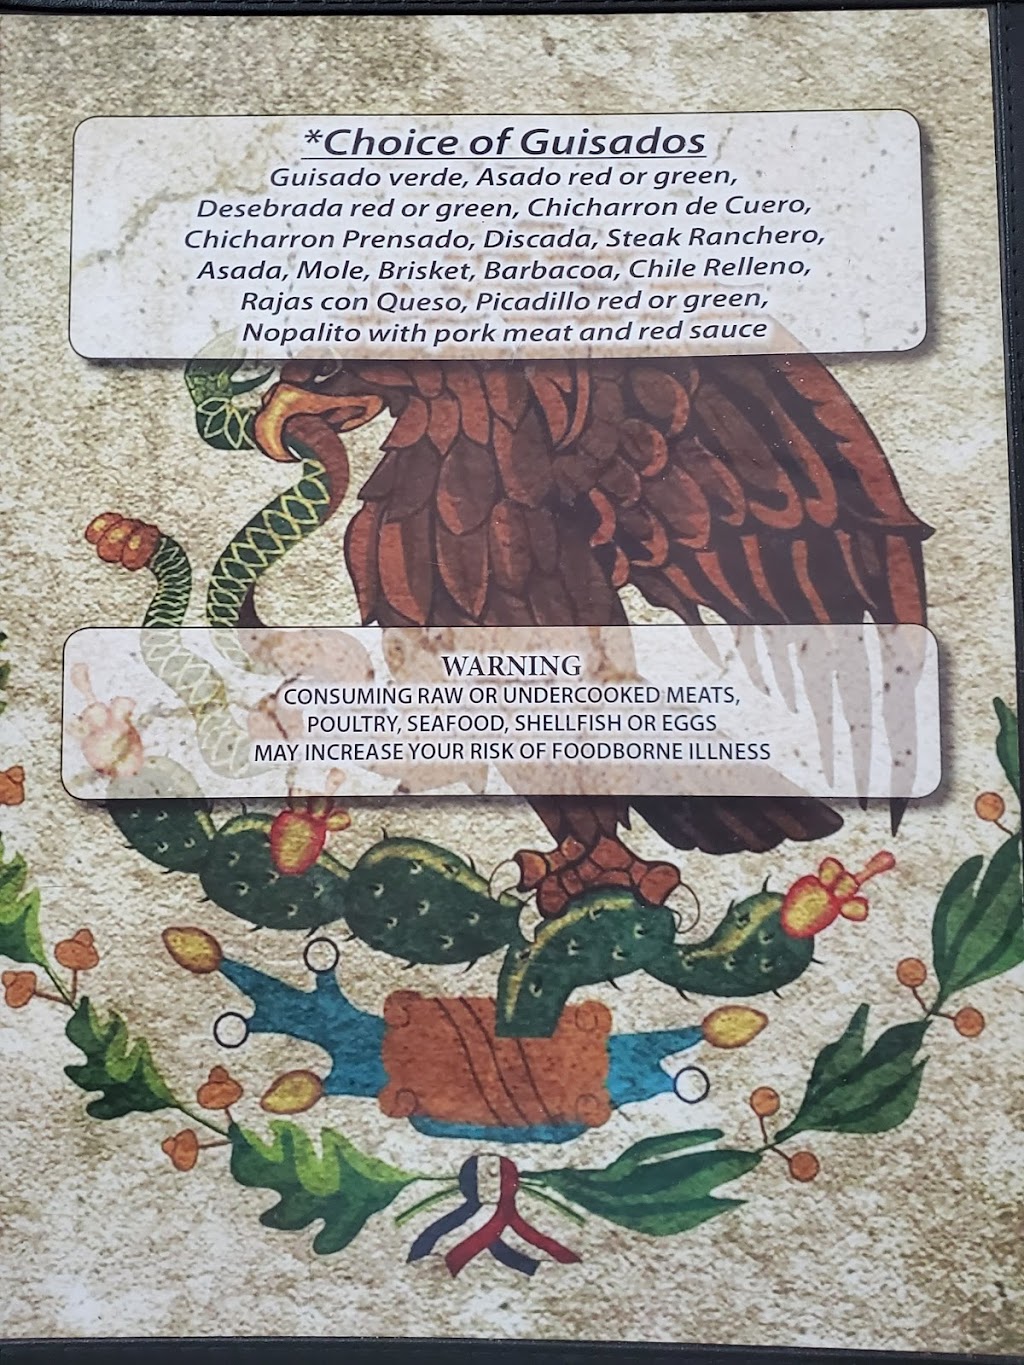 *Choice of Guisados
Guisado verde, Asado red or green,
Desebrada red or green, Chicharron de Cuero,
Chicharron Prensado, Discada, Steak Ranchero,
Asada, Mole, Brisket, Barbacoa, Chile Relleno,
Rajas con Queso, Picadillo red or green,
Nopalito with pork meat and red sauce
WARNING
CONSUMING RAW OR UNDERCOOKED MEATS,
POULTRY, SEAFOOD, SHELLFISH OR EGGS
MAY INCREASE YOUR RISK OF FOODBORNE ILLNESS